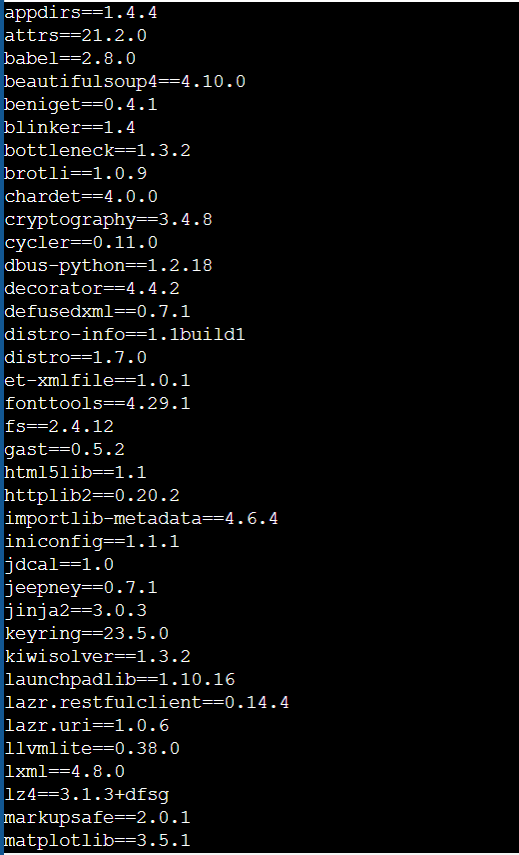 appdirs==1.4.4
attrs==21.2.0
babel==2.8.0
beautifulsoup4==4.10.0
beniget==0.4.1
blinker==1.4
bottleneck==1.3.2
brotli==1.0.9
chardet==4.0.0
cryptography==3.4.8
cycler==0.11.0
dbus-python==1.2.18
decorator==4.4.2
defusedxml==0.7.1
distro-info==1.1build1
distro==1.7.0
et-xmlfile==1.0.1
fonttools==4.29.1
fs==2.4.12
gast==0.5.2
html5lib==1.1
httplib2==0.20.2
importlib-metadata==4.6.4
iniconfig==1.1.1
jdcal==1.0
jeepney==0.7.1
jinja2==3.0.3
keyring==23.5.0
kiwisolver==1.3.2
launchpadlib==1.10.16
lazr.restfulclient==0.14.4
lazr.uri==1.0.6
llvmlite==0.38.0
lxml==4.8.0
lz4==3.1.3+dfsg
markupsafe==2.0.1
matplotlib==3.5.1